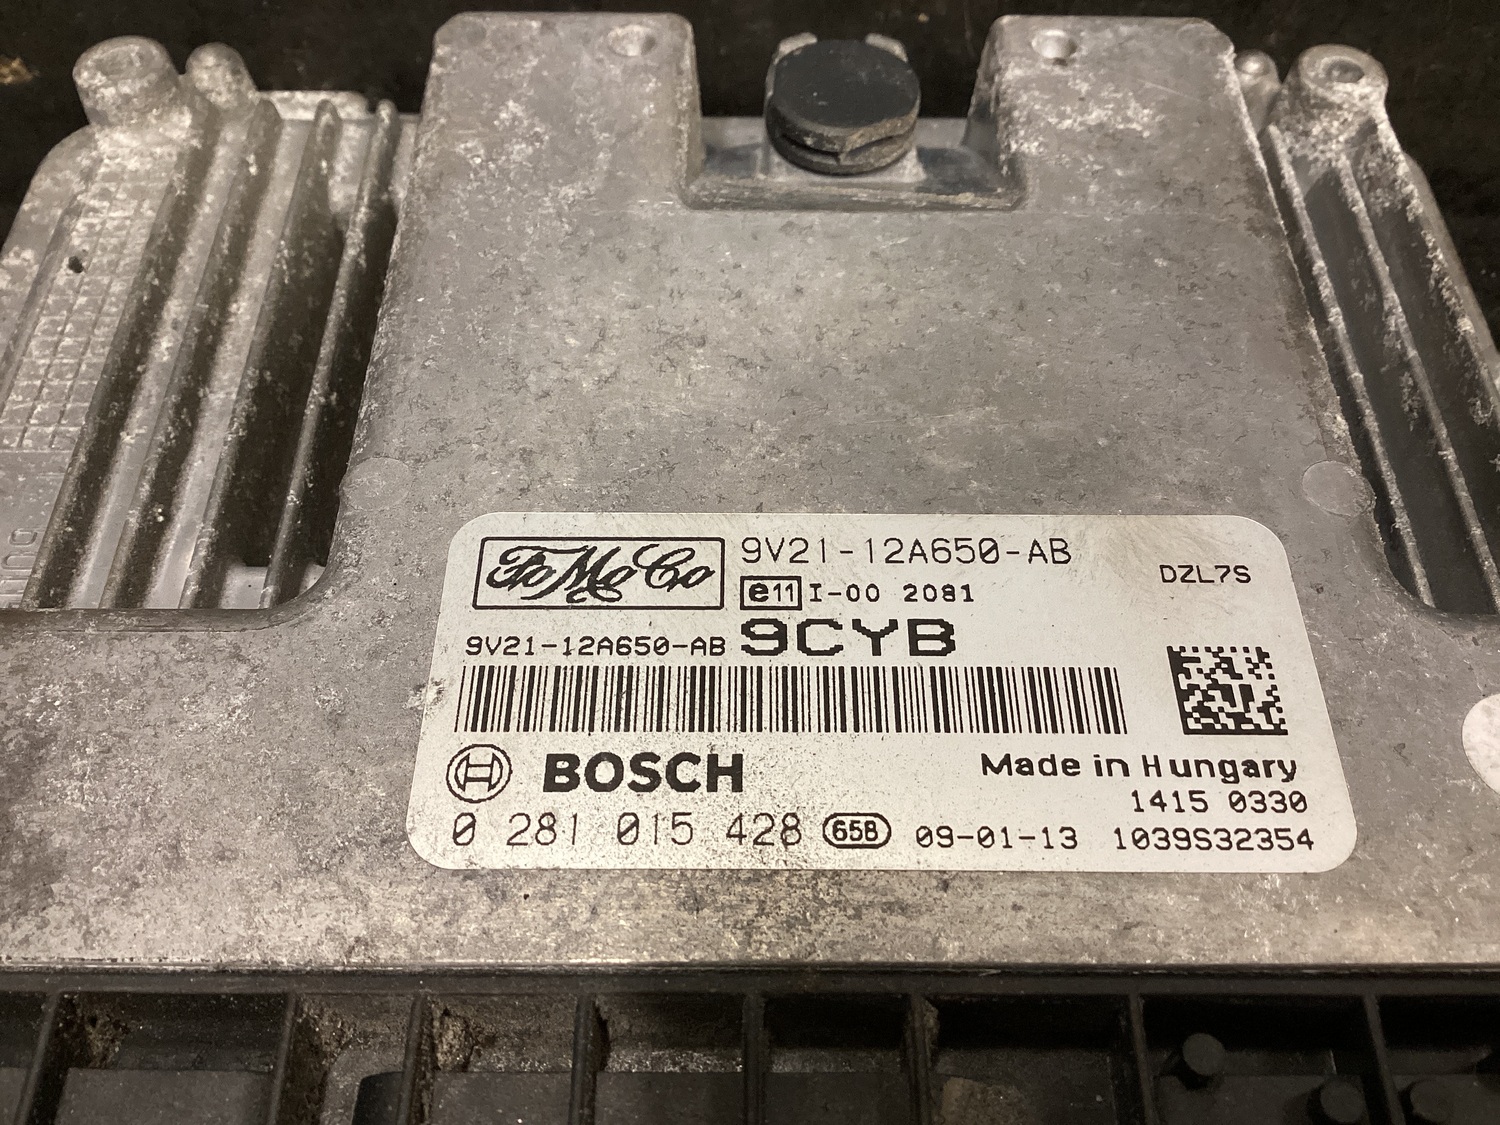 FoMoCo
9V21-12A650-AB
DZL7S
e11 I-00 2081
9V21-12A650-AB 9CYB
BOSCH
Made in Hungary
1415 0330
0 281 015 428 65B 09-01-13 1039S32354